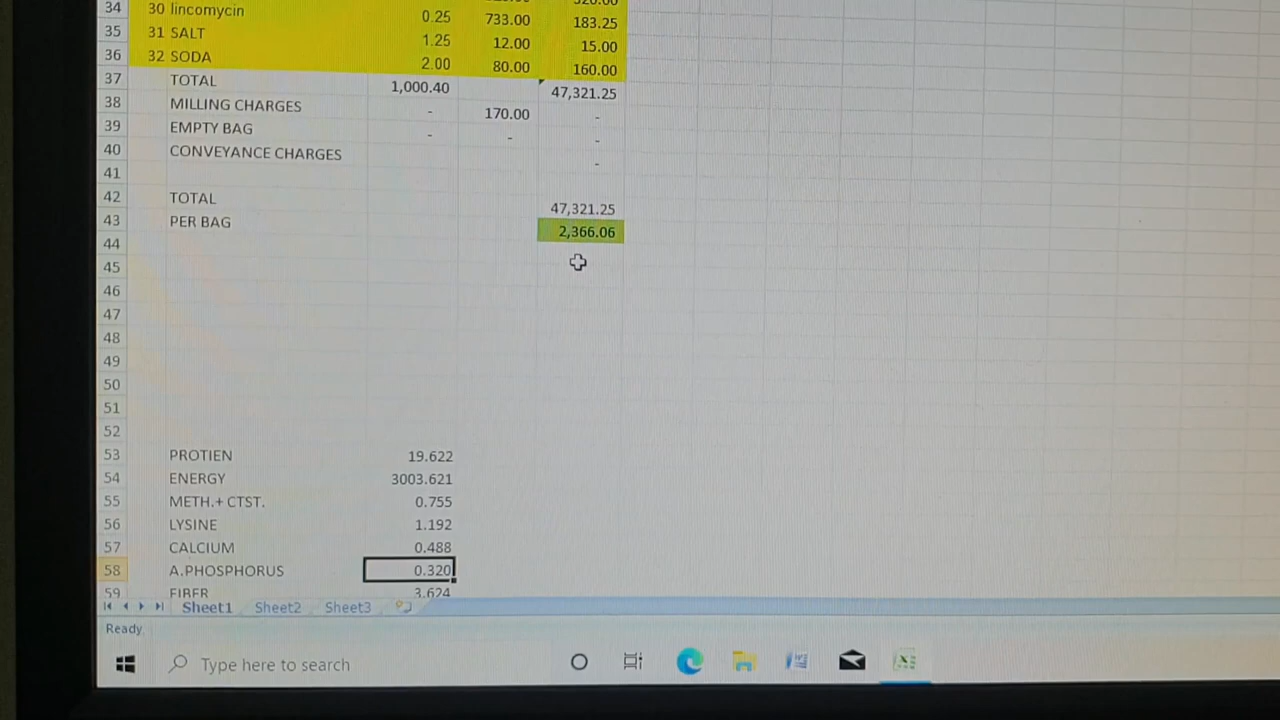 34 30 lincomycin 0.25 733.00 183.25
35 31 SALT 1.25 12.00 15.00
36 32 SODA 2.00 80.00 160.00
37 TOTAL 1,000.40 47,321.25
38 MILLING CHARGES - 170.00 -
39 EMPTY BAG - - -
40 CONVEYANCE CHARGES -
41
42 TOTAL 47,321.25
43 PER BAG 2,366.06
44
45
46
47
48
49
50
51
52
53 PROTIEN 19.622
54 ENERGY 3003.621
55 METH.+ CTST. 0.755
56 LYSINE 1.192
57 CALCIUM 0.488
58 A.PHOSPHORUS 0.320
59 FIBER 3.624
Sheet1 Sheet2 Sheet3
Ready
Type here to search